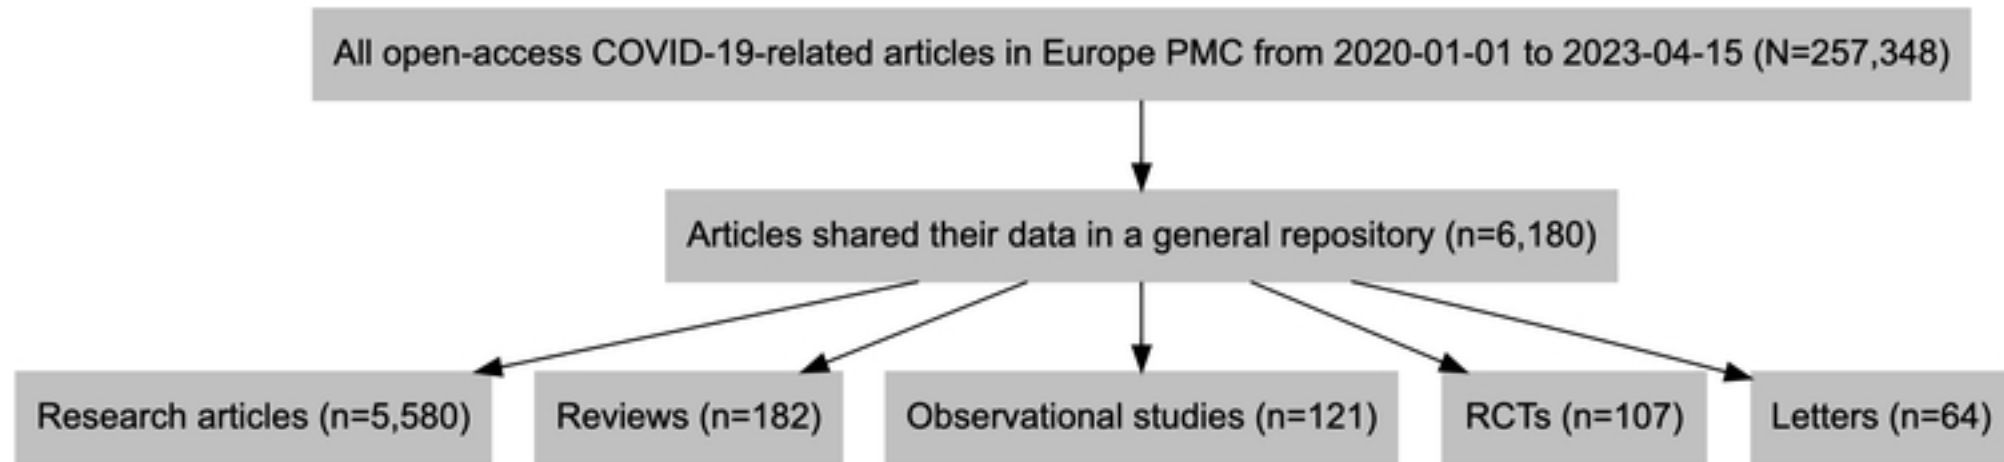 All open-access COVID-19-related articles in Europe PMC from 2020-01-01 to 2023-04-15 (N=257,348)
Articles shared their data in a general repository (n=6,180)
Research articles (n=5,580)
Reviews (n=182)
Observational studies (n=121)
RCTs (n=107)
Letters (n=64)